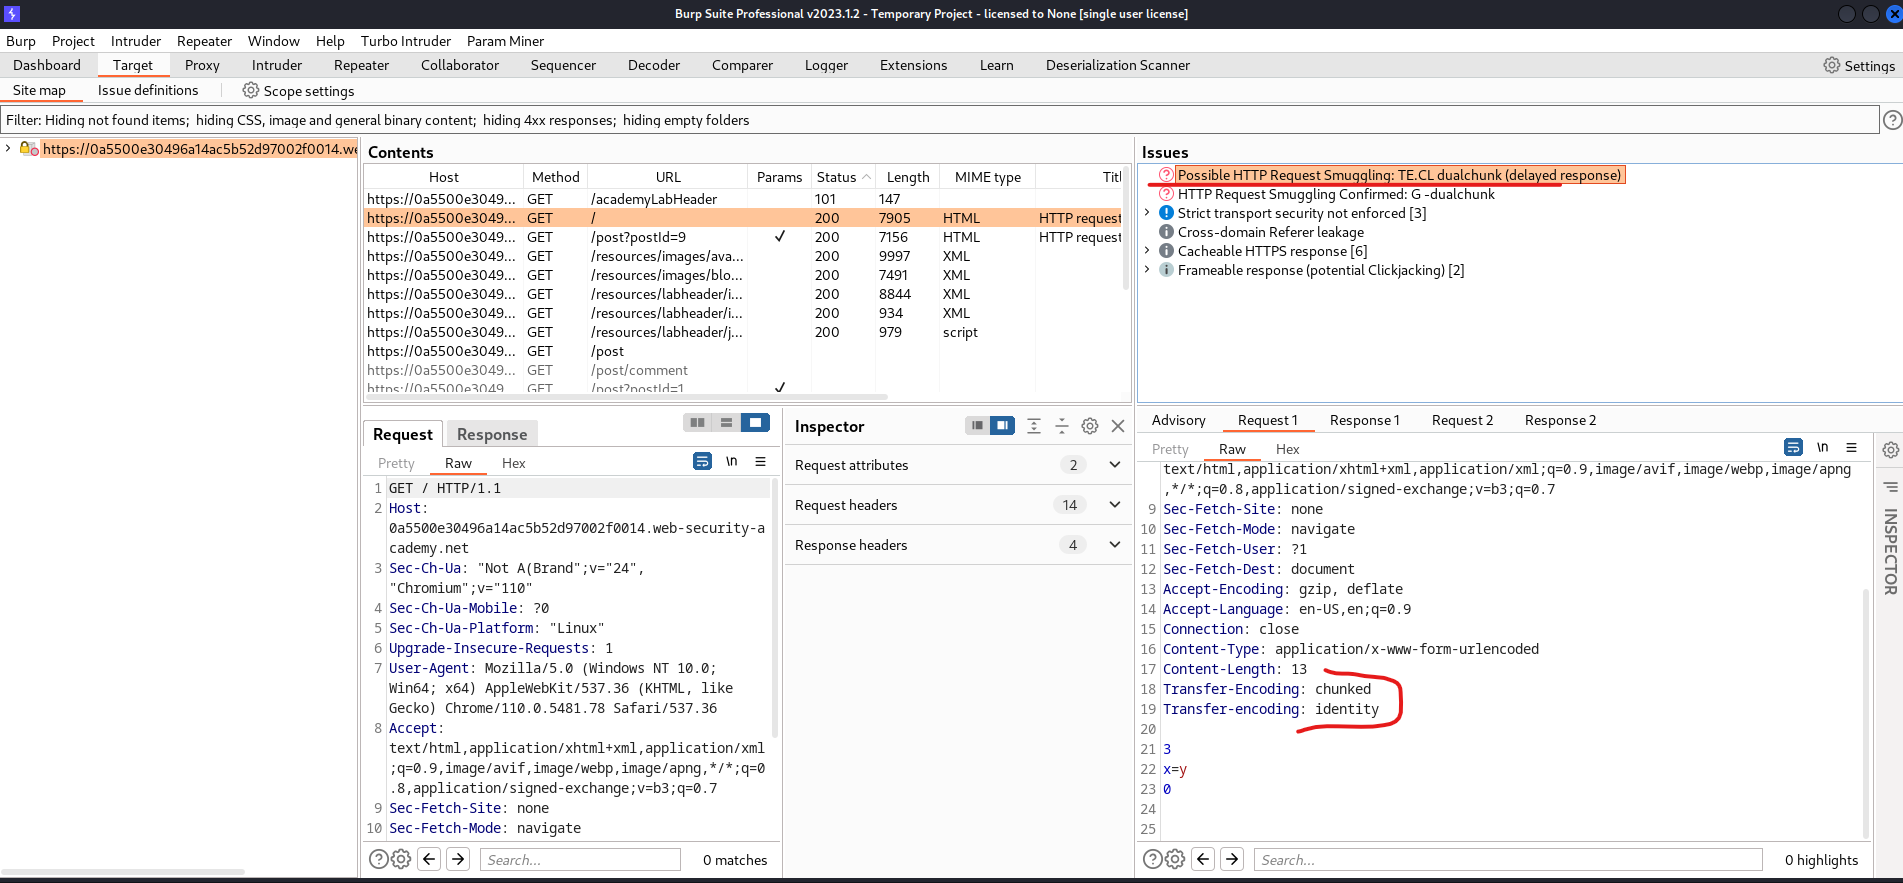 Burp Suite Professional v2023.1.2 - Temporary Project - licensed to None [single user license]
Burp Project Intruder Repeater Window Help Turbo Intruder Param Miner
Dashboard Target Proxy Intruder Repeater Collaborator Sequencer Decoder Comparer Logger Extensions Learn Deserialization Scanner Settings
Site map Issue definitions Scope settings
Filter: Hiding not found items; hiding CSS, image and general binary content; hiding 4xx responses; hiding empty folders
https://0a5500e30496a14ac5b52d97002f0014.we
Contents
Host Method URL Params Status Length MIME type Titl
https://0a5500e3049... GET /academyLabHeader 101 147
https://0a5500e3049... GET / 200 7905 HTML HTTP request
https://0a5500e3049... GET /post?postId=9 ✓ 200 7156 HTML HTTP request
https://0a5500e3049... GET /resources/images/ava... 200 9997 XML
https://0a5500e3049... GET /resources/images/blo... 200 7491 XML
https://0a5500e3049... GET /resources/labheader/i... 200 8844 XML
https://0a5500e3049... GET /resources/labheader/i... 200 934 XML
https://0a5500e3049... GET /resources/labheader/j... 200 979 script
https://0a5500e3049... GET /post
https://0a5500e3049... GET /post/comment
https://0a5500e3049... GET /post?postId=1 ✓
Issues
Possible HTTP Request Smuggling: TE.CL dualchunk (delayed response)
HTTP Request Smuggling Confirmed: G -dualchunk
Strict transport security not enforced [3]
Cross-domain Referer leakage
Cacheable HTTPS response [6]
Frameable response (potential Clickjacking) [2]
Request Response
Pretty Raw Hex \n
1 GET / HTTP/1.1
2 Host:
0a5500e30496a14ac5b52d97002f0014.web-security-a
cademy.net
3 Sec-Ch-Ua: "Not A(Brand";v="24",
"Chromium";v="110"
4 Sec-Ch-Ua-Mobile: ?0
5 Sec-Ch-Ua-Platform: "Linux"
6 Upgrade-Insecure-Requests: 1
7 User-Agent: Mozilla/5.0 (Windows NT 10.0;
Win64; x64) AppleWebKit/537.36 (KHTML, like
Gecko) Chrome/110.0.5481.78 Safari/537.36
8 Accept:
text/html,application/xhtml+xml,application/xml
;q=0.9,image/avif,image/webp,image/apng,*/*;q=0
.8,application/signed-exchange;v=b3;q=0.7
9 Sec-Fetch-Site: none
10 Sec-Fetch-Mode: navigate
Search... 0 matches
Inspector
Request attributes 2
Request headers 14
Response headers 4
Advisory Request 1 Response 1 Request 2 Response 2
Pretty Raw Hex \n
text/html,application/xhtml+xml,application/xml;q=0.9,image/avif,image/webp,image/apng
,*/*;q=0.8,application/signed-exchange;v=b3;q=0.7
9 Sec-Fetch-Site: none
10 Sec-Fetch-Mode: navigate
11 Sec-Fetch-User: ?1
12 Sec-Fetch-Dest: document
13 Accept-Encoding: gzip, deflate
14 Accept-Language: en-US,en;q=0.9
15 Connection: close
16 Content-Type: application/x-www-form-urlencoded
17 Content-Length: 13
18 Transfer-Encoding: chunked
19 Transfer-encoding: identity
20
21 3
22 x=y
23 0
24
25
Search... 0 highlights
INSPECTOR